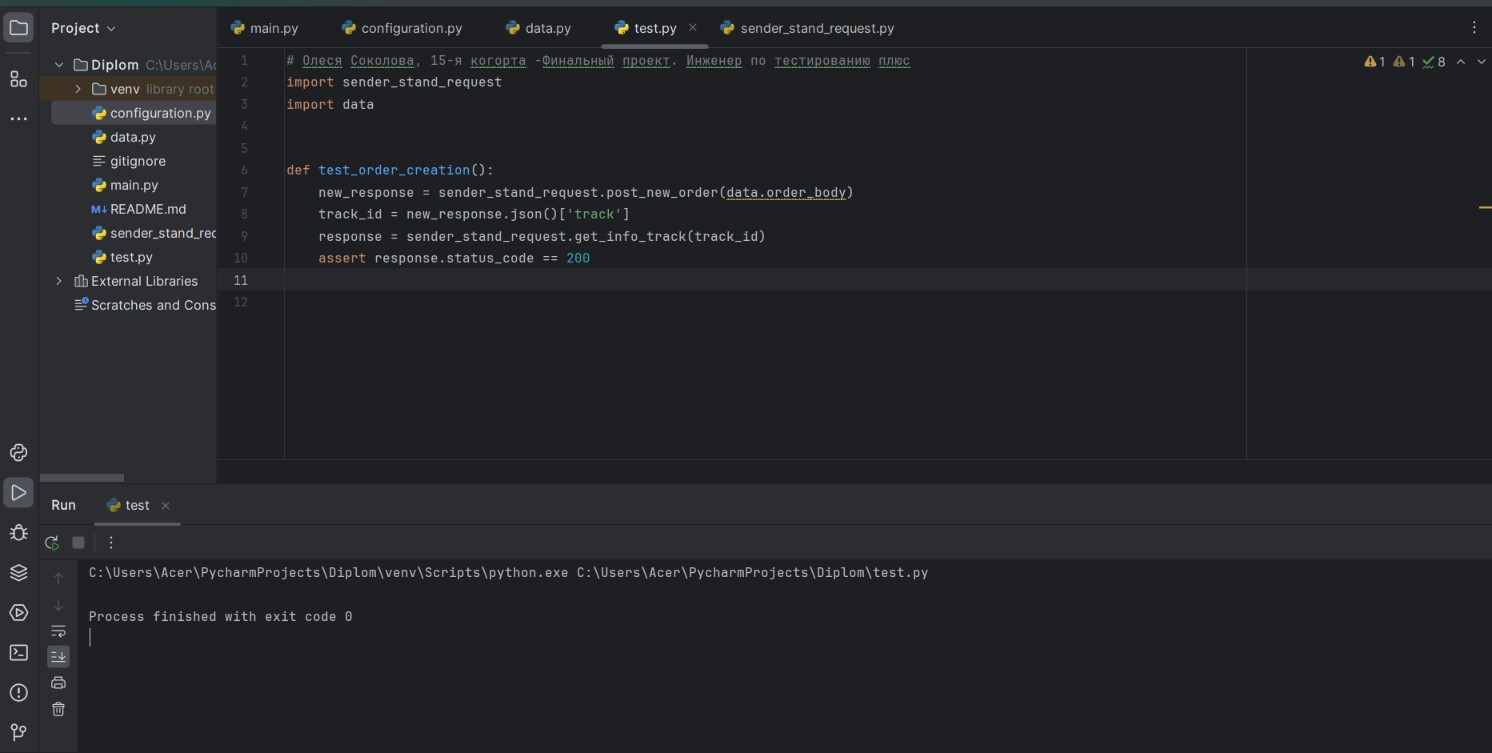 Project
main.py
configuration.py
data.py
test.py
sender_stand_request.py
Diplom C:\Users\Ac
venv library root
configuration.py
data.py
gitignore
main.py
M↓ README.md
sender_stand_rec
test.py
External Libraries
Scratches and Cons
1 # Олеся Соколова, 15-я когорта -Финальный проект. Инженер по тестированию плюс
2 import sender_stand_request
3 import data
4
5
6 def test_order_creation():
7 new_response = sender_stand_request.post_new_order(data.order_body)
8 track_id = new_response.json()['track']
9 response = sender_stand_request.get_info_track(track_id)
10 assert response.status_code == 200
11
12
1 1 8
Run
test
C:\Users\Acer\PycharmProjects\Diplom\venv\Scripts\python.exe C:\Users\Acer\PycharmProjects\Diplom\test.py
Process finished with exit code 0